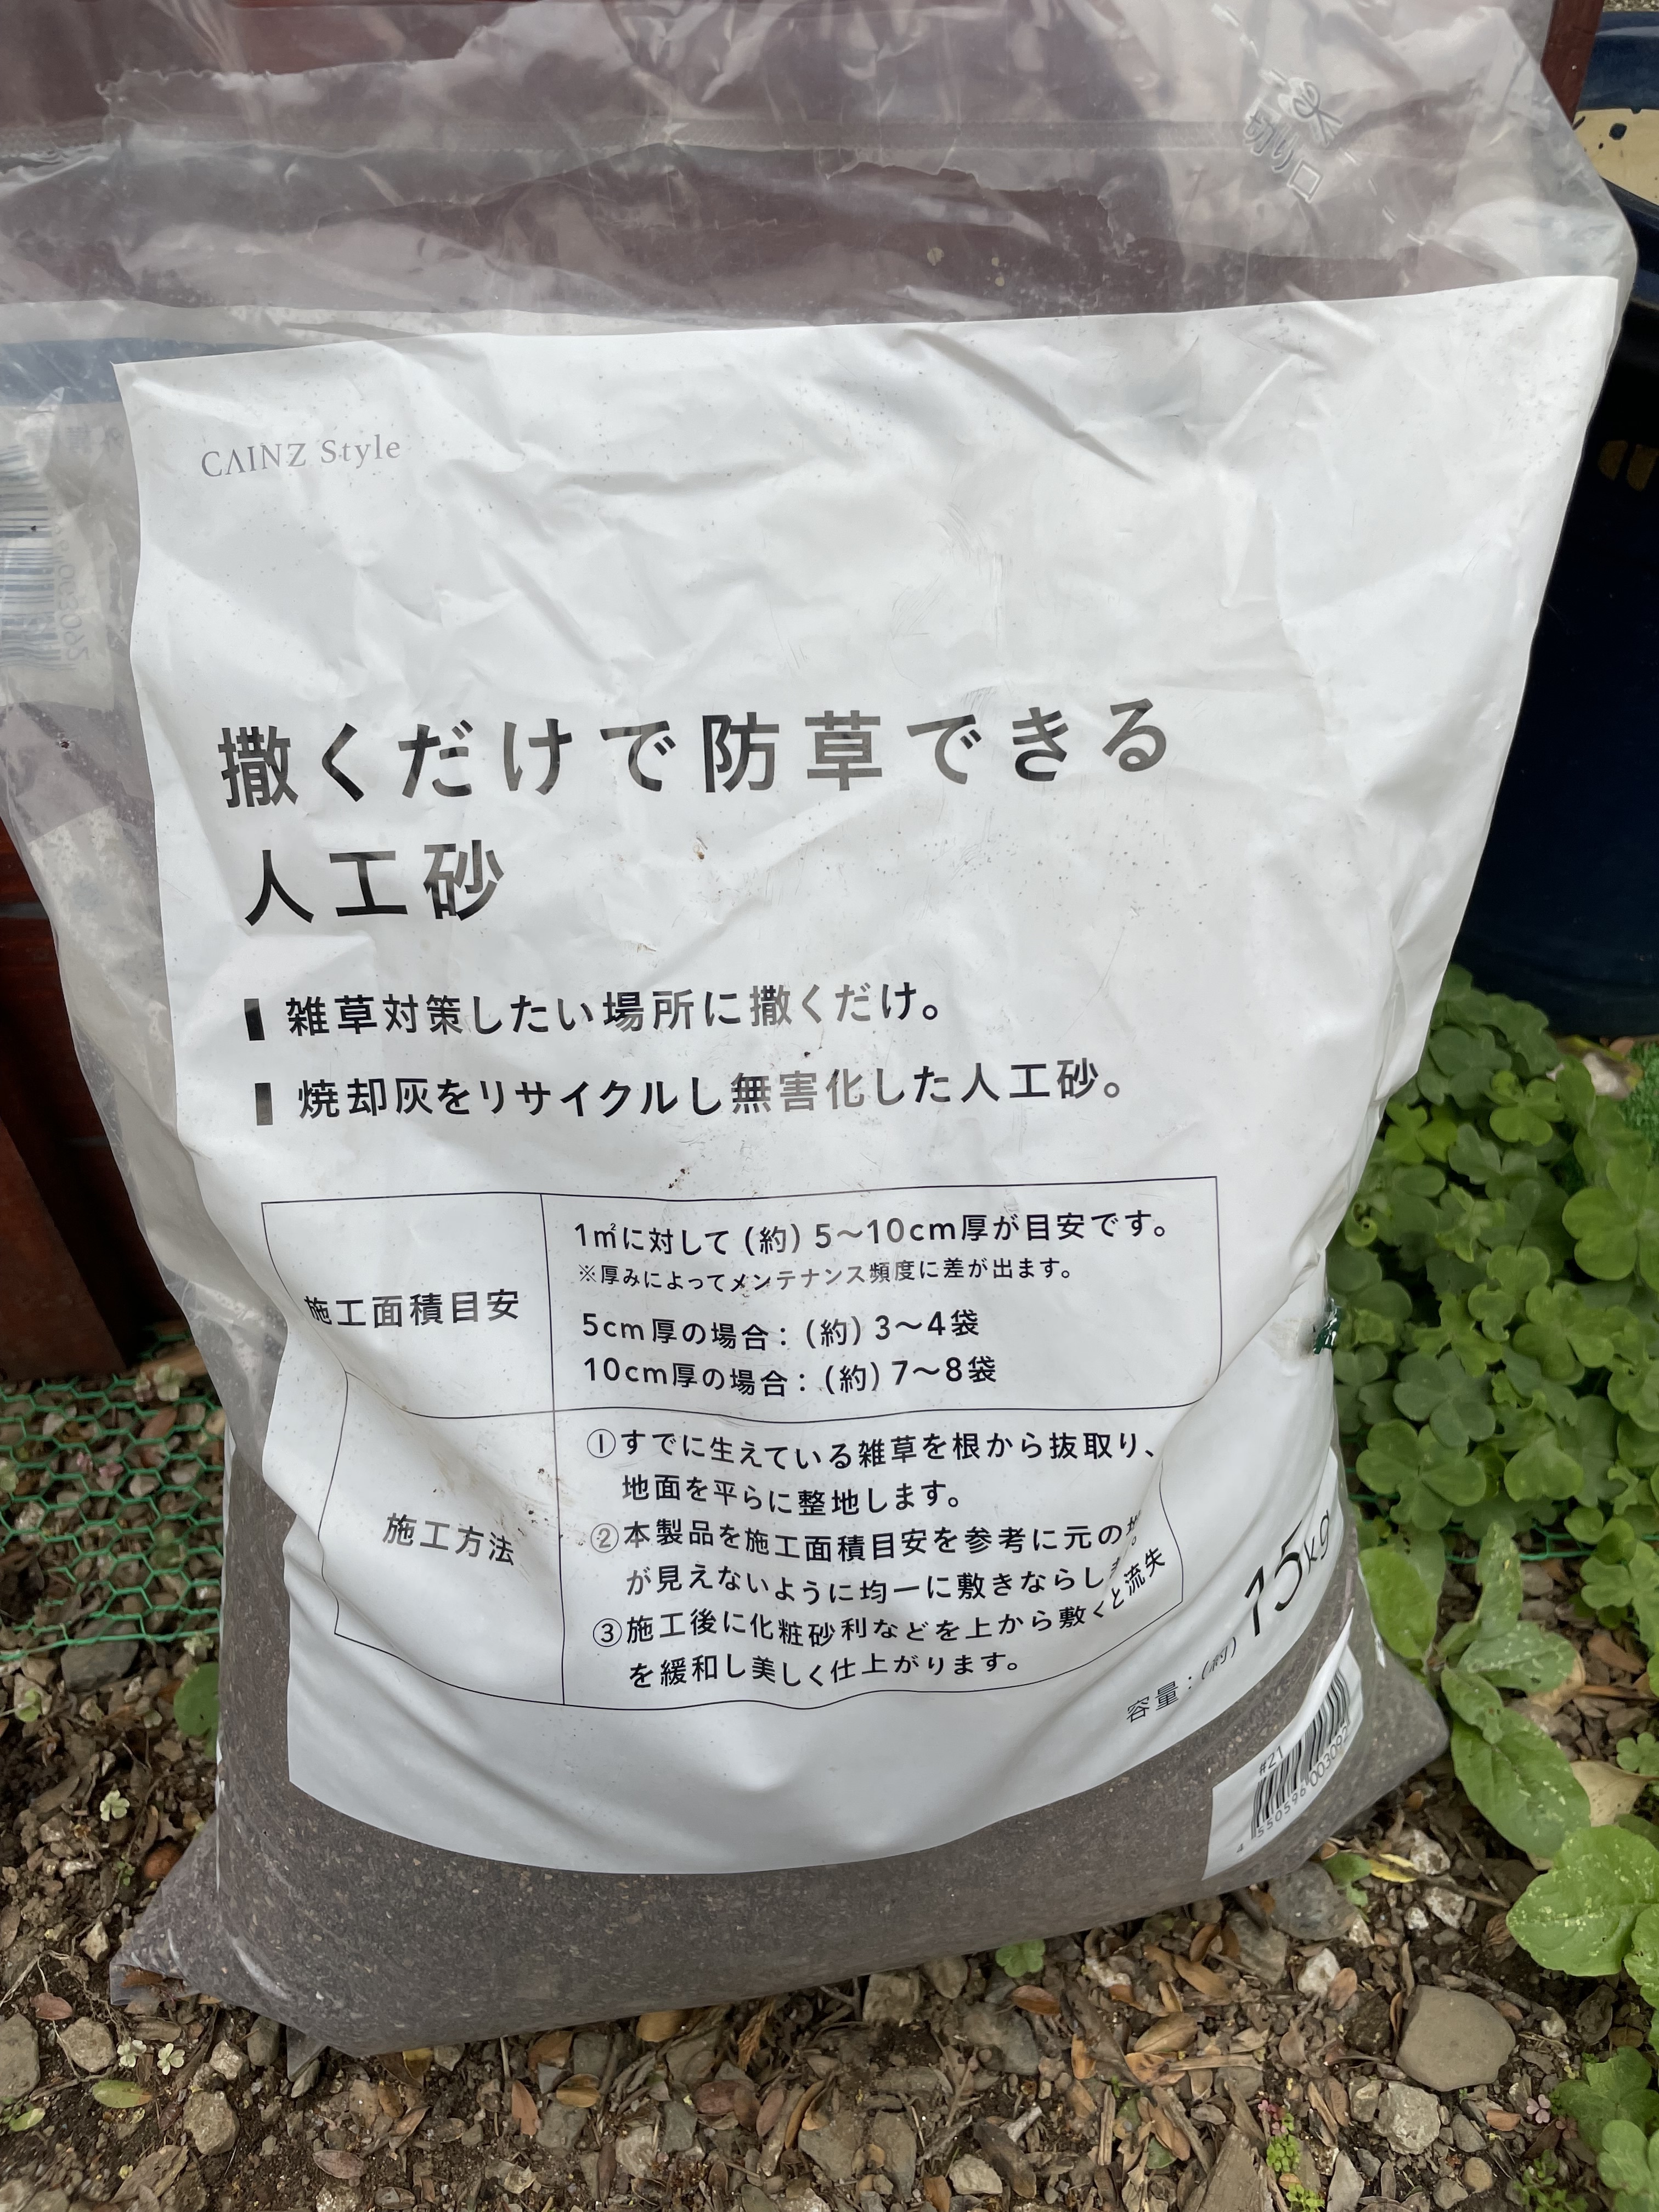 切り口
CAINZ Style
撒くだけで防草できる
人工砂
雑草対策したい場所に撒くだけ。
焼却灰をリサイクルし無害化した人工砂。
施工面積目安
1㎡に対して (約) 5〜10cm厚が目安です。
※厚みによってメンテナンス頻度に差が出ます。
5cm厚の場合：(約) 3〜4袋
10cm厚の場合：(約) 7〜8袋
施工方法
①すでに生えている雑草を根から抜取り、
地面を平らに整地します。
②本製品を施工面積目安を参考に元の
が見えないように均一に敷きならし
③施工後に化粧砂利などを上から敷くと流失
を緩和し美しく仕上がります。
容量：(約) 15kg
#21
4 550596 003092